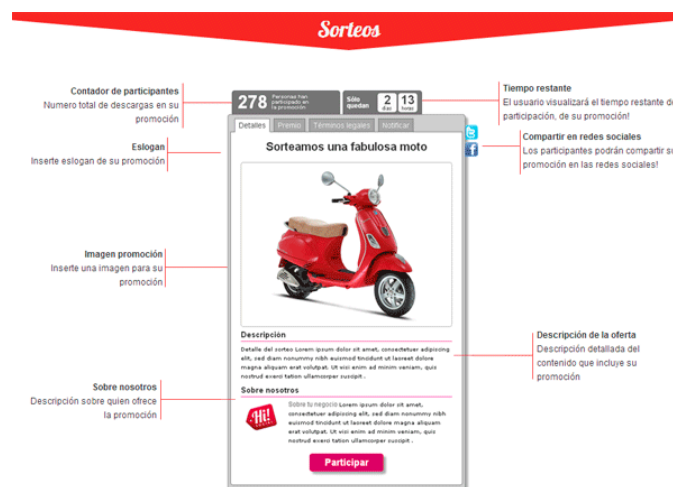 Sorteos
Contador de participantes
Numero total de descargas en su
promoción
278 Personas han
participado en
la promoción
Sólo
quedan
2
días
13
horas
Tiempo restante
El usuario visualizará el tiempo restante de
participación, de su promoción!
Detalles Premio Términos legales Notificar
Compartir en redes sociales
Los participantes podrán compartir su
promoción en las redes sociales!
Eslogan
Inserte eslogan de su promoción
Sorteamos una fabulosa moto
Imagen promoción
Inserte una imagen para su
promoción
Descripción
Detalle del sorteo Lorem ipsum dolor sit amet, consectetuer adipiscing
elit, sed diam nonummy nibh euismod tincidunt ut laoreet dolore
magna aliquam erat volutpat. Ut visi enim ad minim veniam, quis
nostrud exerci tation ullamcorper suscipit .
Descripción de la oferta
Descripción detallada del
contenido que incluye su
promoción
Sobre nosotros
Descripción sobre quien ofrece
la promoción
Sobre nosotros
Hi!
Sobre tu negocio Lorem ipsum dolor sit amet,
consectetuer adipiscing elit, sed diam nonummy nibh
euismod tincidunt ut laoreet dolore magna aliquam
erat volutpat. Ut visi enim ad minim veniam, quis
nostrud exerci tation ullamcorper suscipit .
Participar